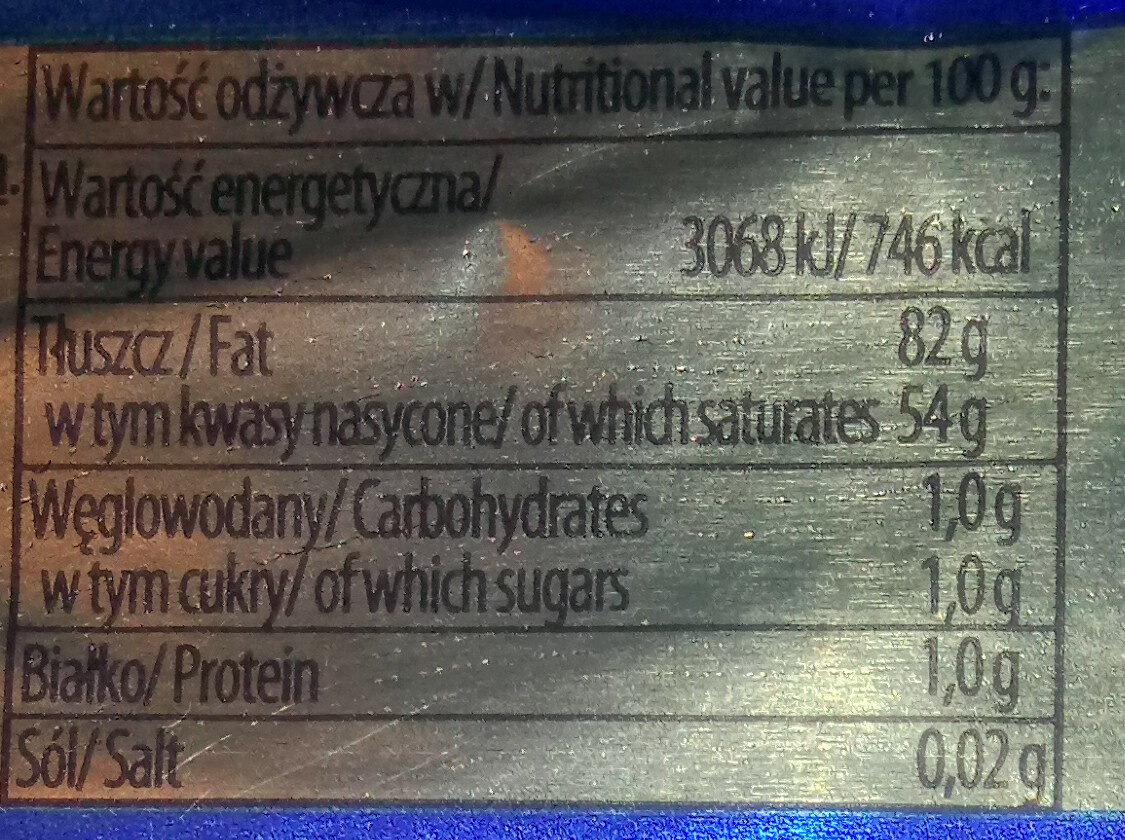 Wartość odżywcza w/ Nutritional value per 100 g:
Wartość energetyczna/
Energy value 3068 kJ/ 746 kcal
Tłuszcz / Fat 82 g
w tym kwasy nasycone/ of which saturates 54 g
Węglowodany/ Carbohydrates 1,0 g
w tym cukry/ of which sugars 1,0 g
Białko/ Protein 1,0 g
Sól/ Salt 0,02 g